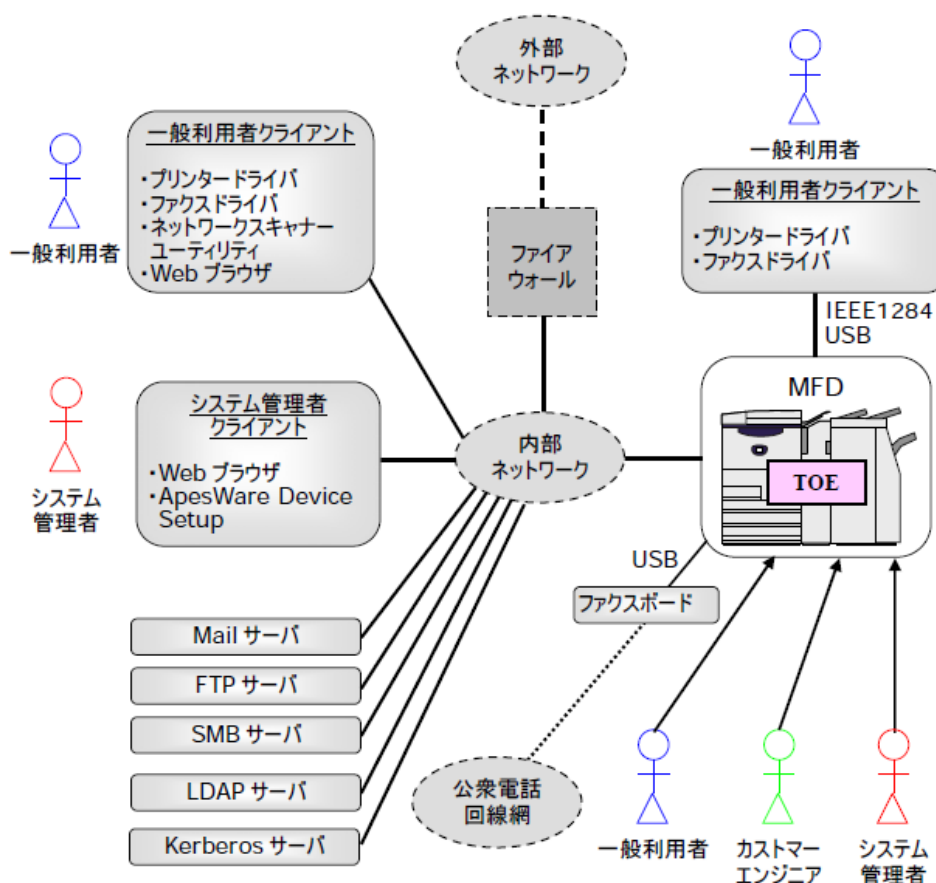 外部
ネットワーク
一般利用者
一般利用者クライアント
・プリンタードライバ
・ファクスドライバ
・ネットワークスキャナー
ユーティリティ
・Web ブラウザ
一般利用者
一般利用者クライアント
・プリンタードライバ
・ファクスドライバ
ファイア
ウォール
IEEE1284
USB
MFD
TOE
システム管理者
クライアント
・Web ブラウザ
・ApesWare Device
Setup
システム
管理者
内部
ネットワーク
USB
ファクスボード
Mail サーバ
FTP サーバ
SMB サーバ
LDAP サーバ
Kerberos サーバ
公衆電話
回線網
一般利用者
カストマー
エンジニア
システム
管理者